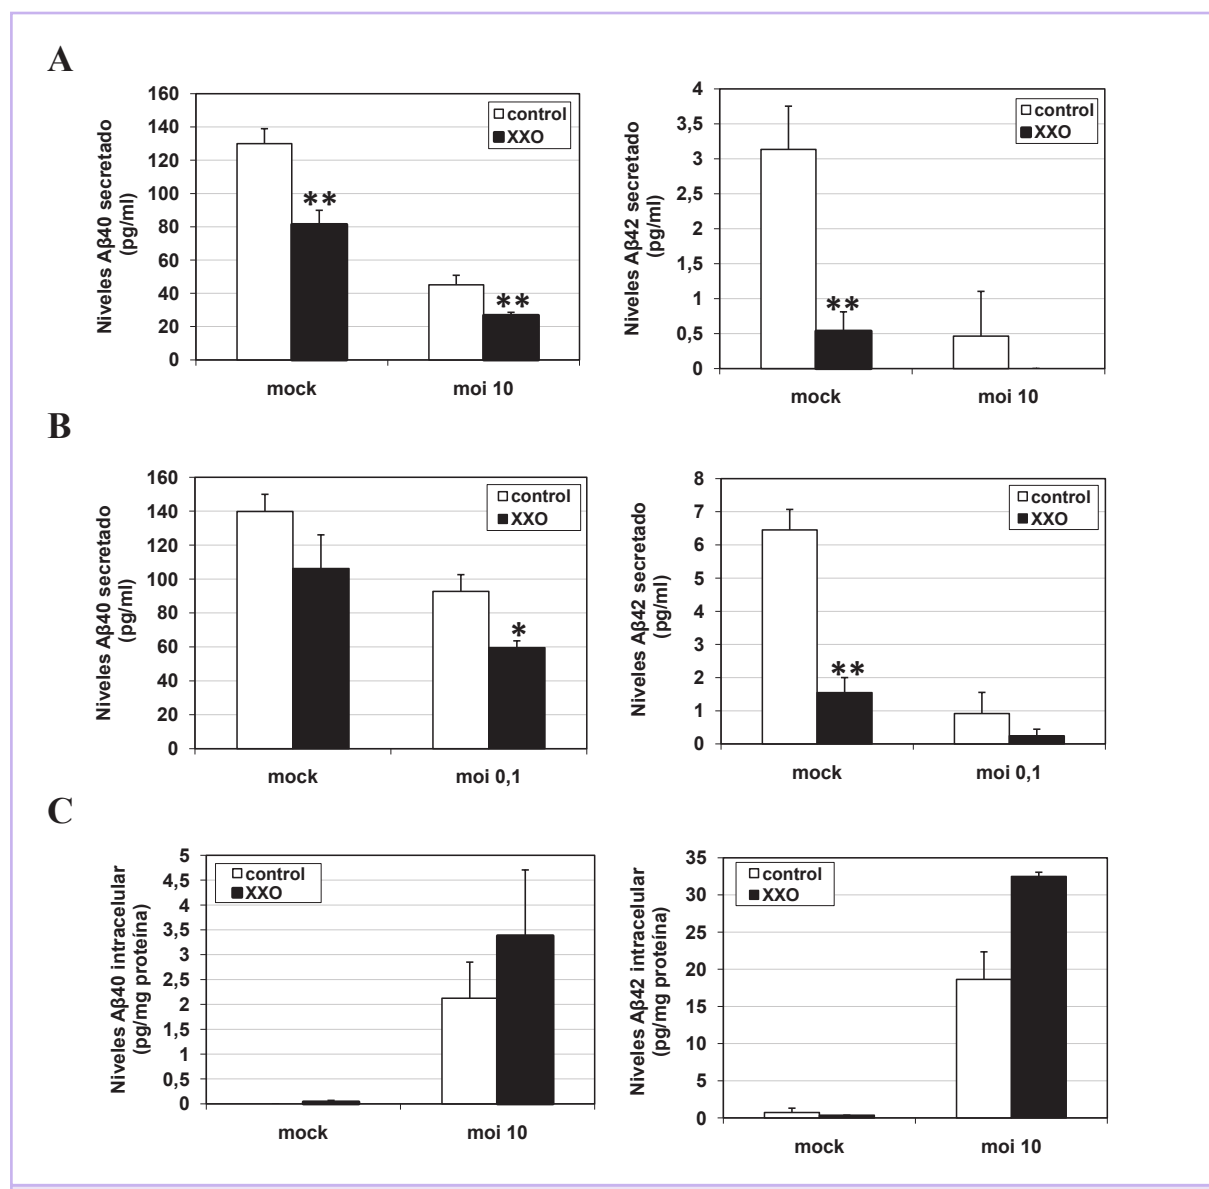 A
Niveles Aβ40 secretado
(pg/ml)
160
140
120
100
80
60
40
20
0
control
XXO
**
**
mock
moi 10
Niveles Aβ42 secretado
(pg/ml)
4
3,5
3
2,5
2
1,5
1
0,5
0
control
XXO
**
mock
moi 10
B
Niveles Aβ40 secretado
(pg/ml)
160
140
120
100
80
60
40
20
0
control
XXO
*
mock
moi 0,1
Niveles Aβ42 secretado
(pg/ml)
8
7
6
5
4
3
2
1
0
control
XXO
**
mock
moi 0,1
C
Niveles Aβ40 intracelular
(pg/mg proteína)
5
4,5
4
3,5
3
2,5
2
1,5
1
0,5
0
control
XXO
mock
moi 10
Niveles Aβ42 intracelular
(pg/mg proteína)
35
30
25
20
15
10
5
0
control
XXO
mock
moi 10